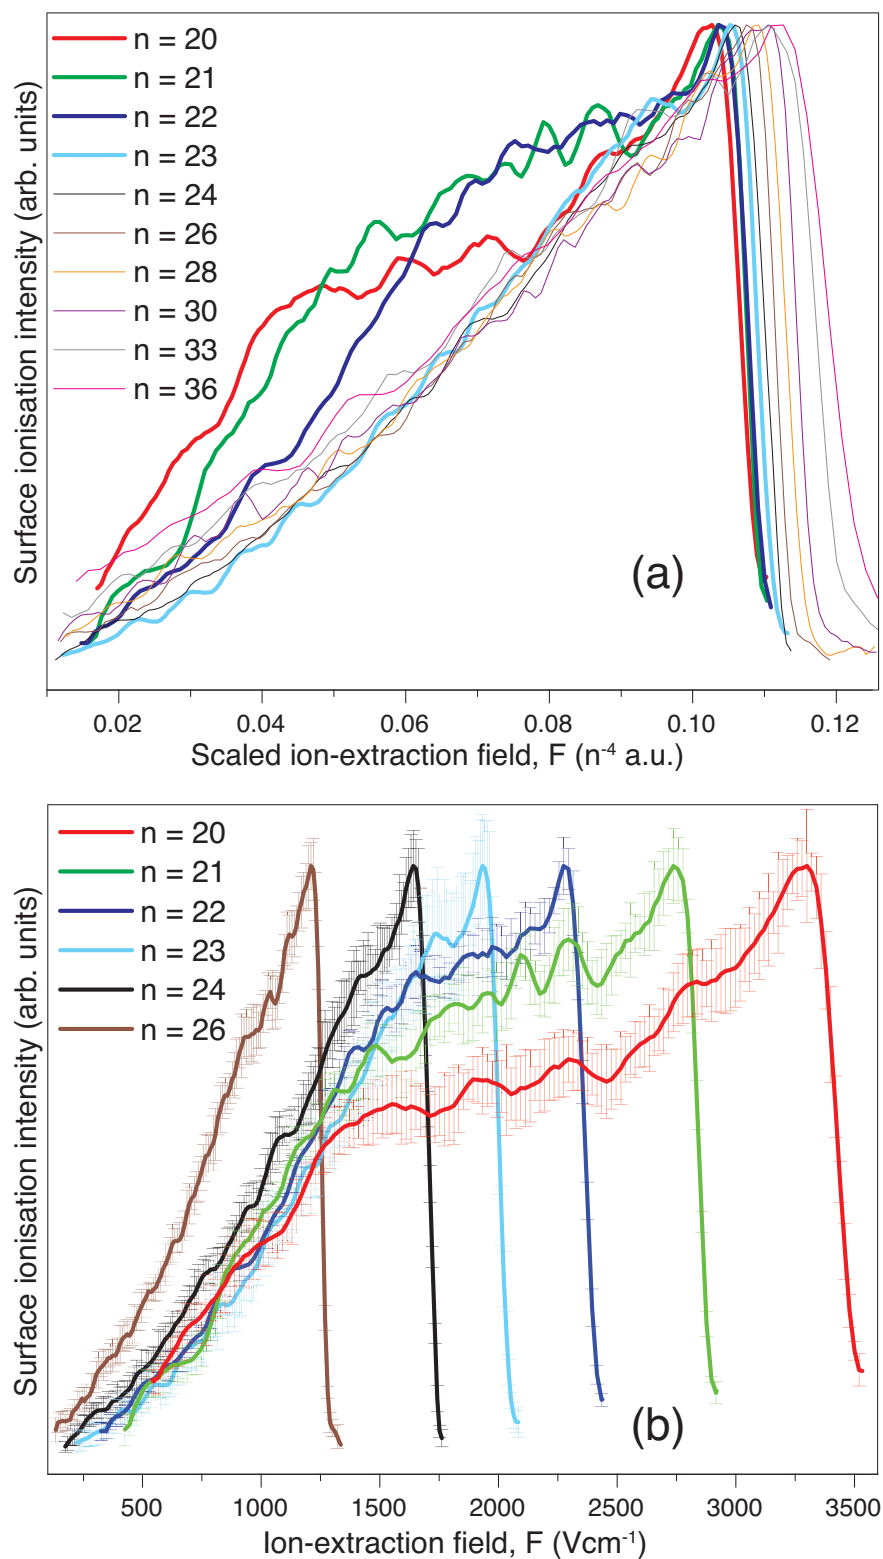 Surface ionisation intensity (arb. units)
n = 20
n = 21
n = 22
n = 23
n = 24
n = 26
n = 28
n = 30
n = 33
n = 36
(a)
0.02 0.04 0.06 0.08 0.10 0.12
Scaled ion-extraction field, F (n⁻⁴ a.u.)
Surface ionisation intensity (arb. units)
n = 20
n = 21
n = 22
n = 23
n = 24
n = 26
(b)
500 1000 1500 2000 2500 3000 3500
Ion-extraction field, F (Vcm⁻¹)